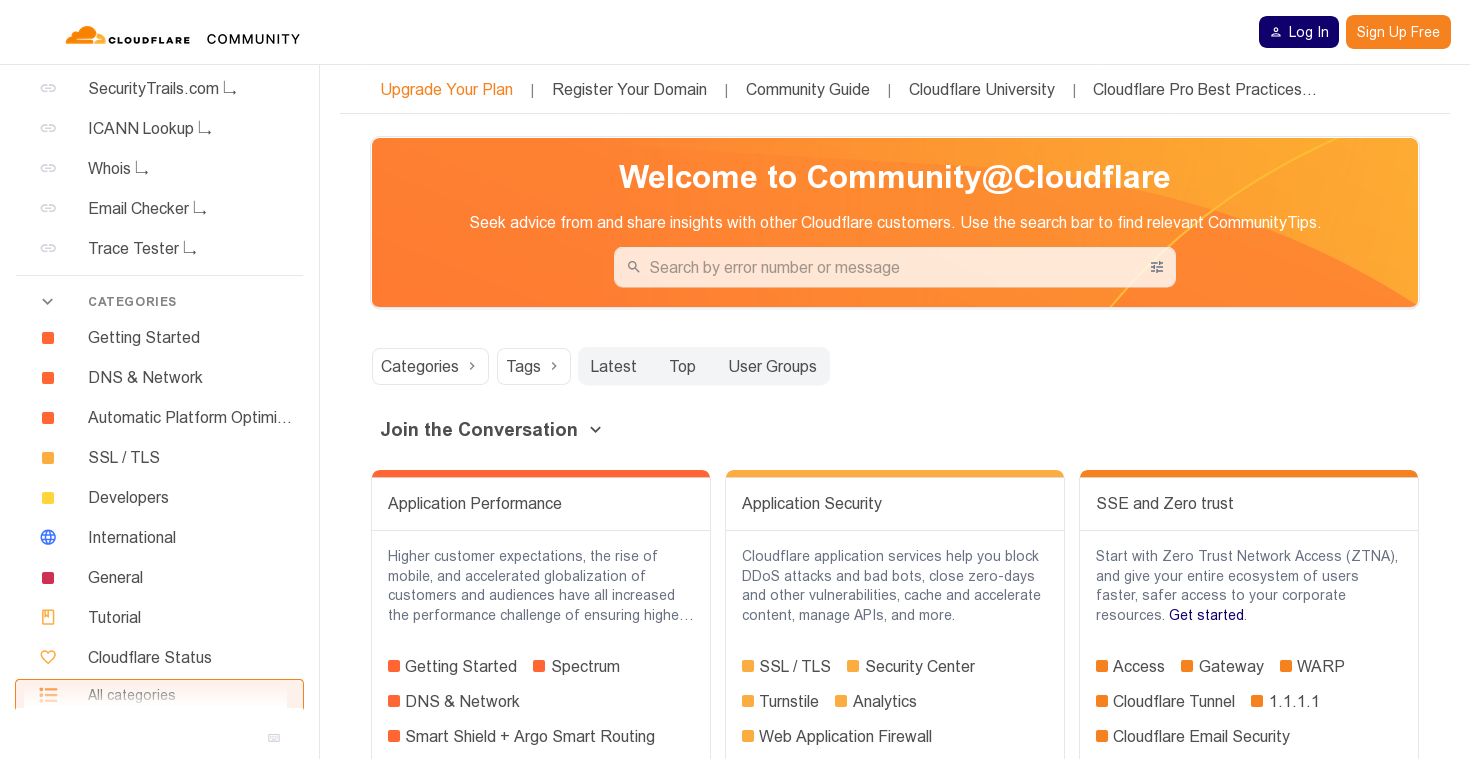 CLOUDFLARE COMMUNITY
Log In
Sign Up Free
SecurityTrails.com
ICANN Lookup
Whois
Email Checker
Trace Tester
CATEGORIES
Getting Started
DNS & Network
Automatic Platform Optimi...
SSL / TLS
Developers
International
General
Tutorial
Cloudflare Status
All categories
Upgrade Your Plan | Register Your Domain | Community Guide | Cloudflare University | Cloudflare Pro Best Practices...
Welcome to Community@Cloudflare
Seek advice from and share insights with other Cloudflare customers. Use the search bar to find relevant CommunityTips.
Search by error number or message
Categories Tags Latest Top User Groups
Join the Conversation
Application Performance
Higher customer expectations, the rise of
mobile, and accelerated globalization of
customers and audiences have all increased
the performance challenge of ensuring highe...
Getting Started Spectrum
DNS & Network
Smart Shield + Argo Smart Routing
Application Security
Cloudflare application services help you block
DDoS attacks and bad bots, close zero-days
and other vulnerabilities, cache and accelerate
content, manage APIs, and more.
SSL / TLS Security Center
Turnstile Analytics
Web Application Firewall
SSE and Zero trust
Start with Zero Trust Network Access (ZTNA),
and give your entire ecosystem of users
faster, safer access to your corporate
resources. Get started.
Access Gateway WARP
Cloudflare Tunnel 1.1.1.1
Cloudflare Email Security